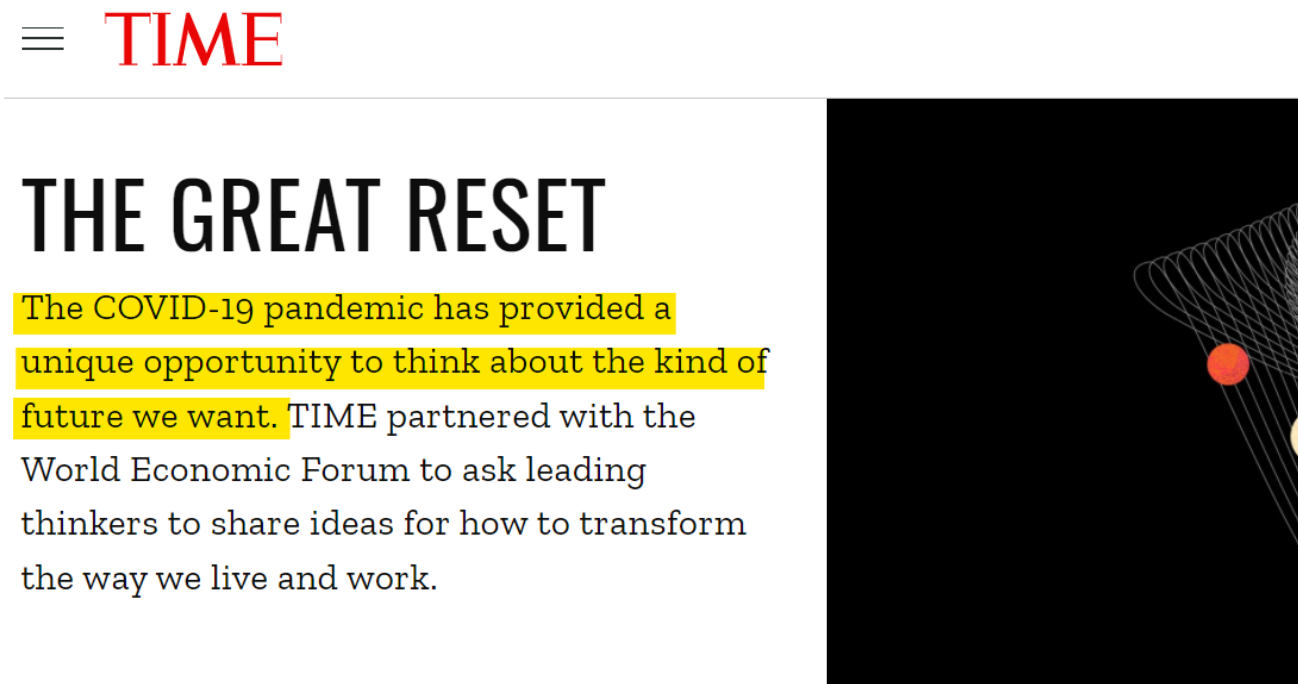 TIME
THE GREAT RESET
The COVID-19 pandemic has provided a
unique opportunity to think about the kind of
future we want. TIME partnered with the
World Economic Forum to ask leading
thinkers to share ideas for how to transform
the way we live and work.